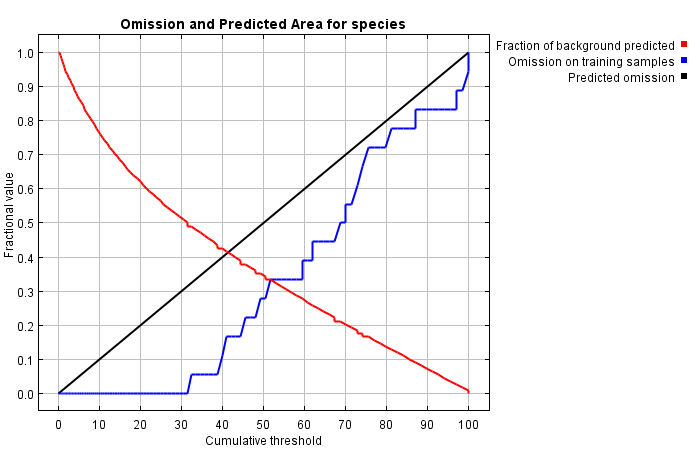 Omission and Predicted Area for species
Fraction of background predicted
Omission on training samples
Predicted omission
Fractional value
1.0
0.9
0.8
0.7
0.6
0.5
0.4
0.3
0.2
0.1
0.0
0 10 20 30 40 50 60 70 80 90 100
Cumulative threshold